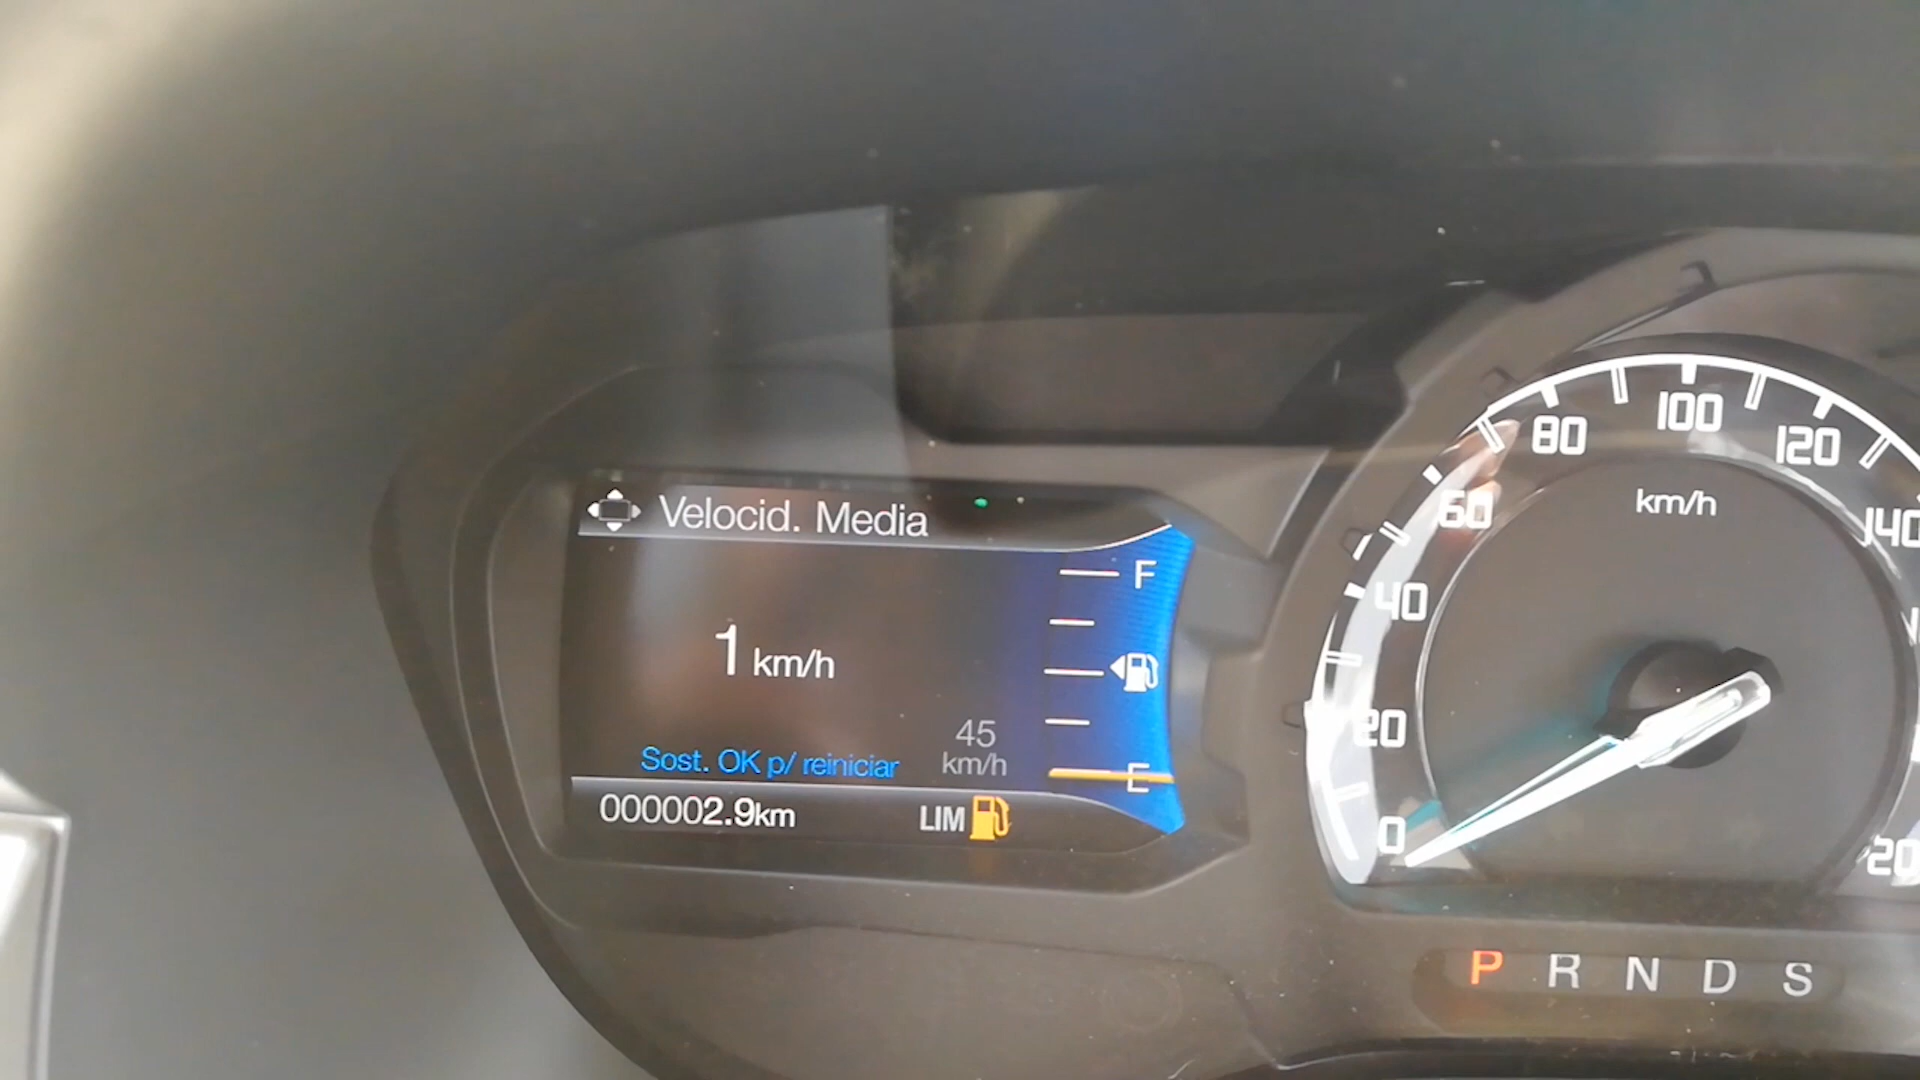 Velocid. Media
F
1 km/h
45
km/h
Sost. OK p/ reiniciar
E
000002.9km
LIM
0
20
40
60
80
100
120
140
km/h
P R N D S